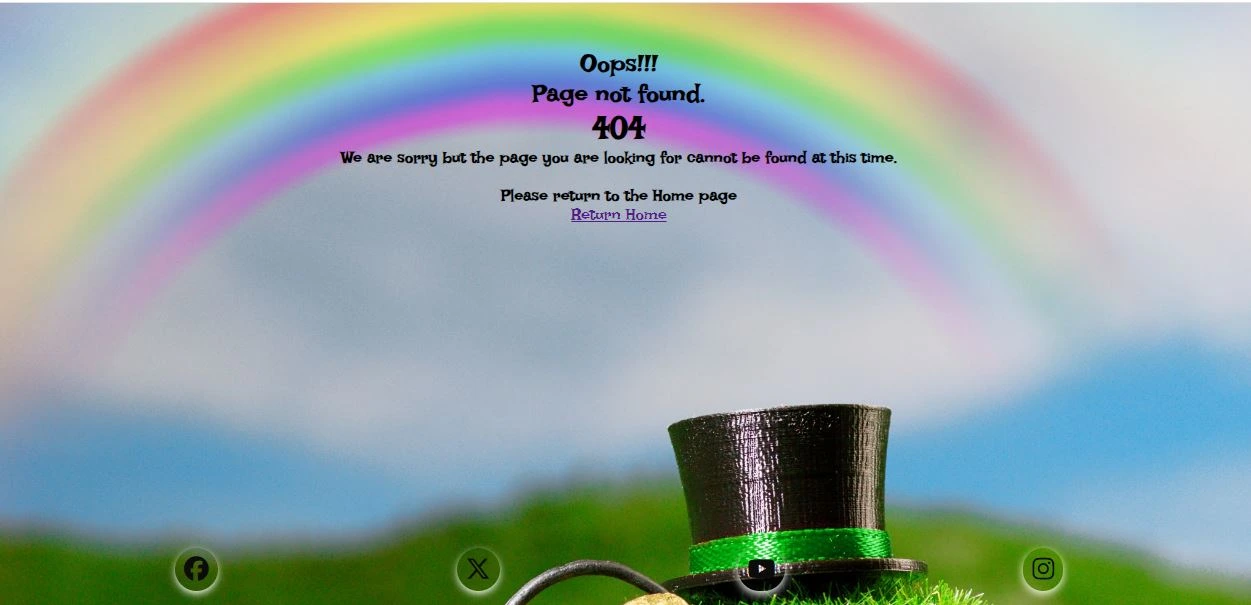 Oops!!!
Page not found.
404
We are sorry but the page you are looking for cannot be found at this time.
Please return to the Home page
Return Home